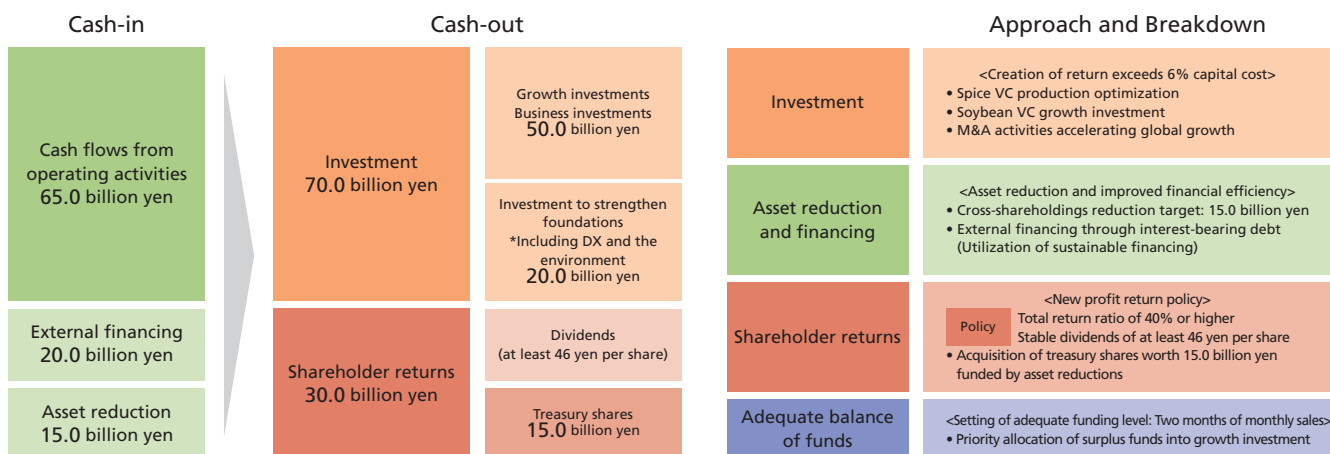 Cash-in
Cash flows from
operating activities
65.0 billion yen
External financing
20.0 billion yen
Asset reduction
15.0 billion yen
Cash-out
Investment
70.0 billion yen
Growth investments
Business investments
50.0 billion yen
Investment to strengthen
foundations
*Including DX and the
environment
20.0 billion yen
Shareholder returns
30.0 billion yen
Dividends
(at least 46 yen per share)
Treasury shares
15.0 billion yen
Approach and Breakdown
Investment
<Creation of return exceeds 6% capital cost>
• Spice VC production optimization
• Soybean VC growth investment
• M&A activities accelerating global growth
Asset reduction
and financing
<Asset reduction and improved financial efficiency>
• Cross-shareholdings reduction target: 15.0 billion yen
• External financing through interest-bearing debt
(Utilization of sustainable financing)
Shareholder returns
<New profit return policy>
Policy
Total return ratio of 40% or higher
Stable dividends of at least 46 yen per share
• Acquisition of treasury shares worth 15.0 billion yen
funded by asset reductions
Adequate balance
of funds
<Setting of adequate funding level: Two months of monthly sales>
• Priority allocation of surplus funds into growth investment